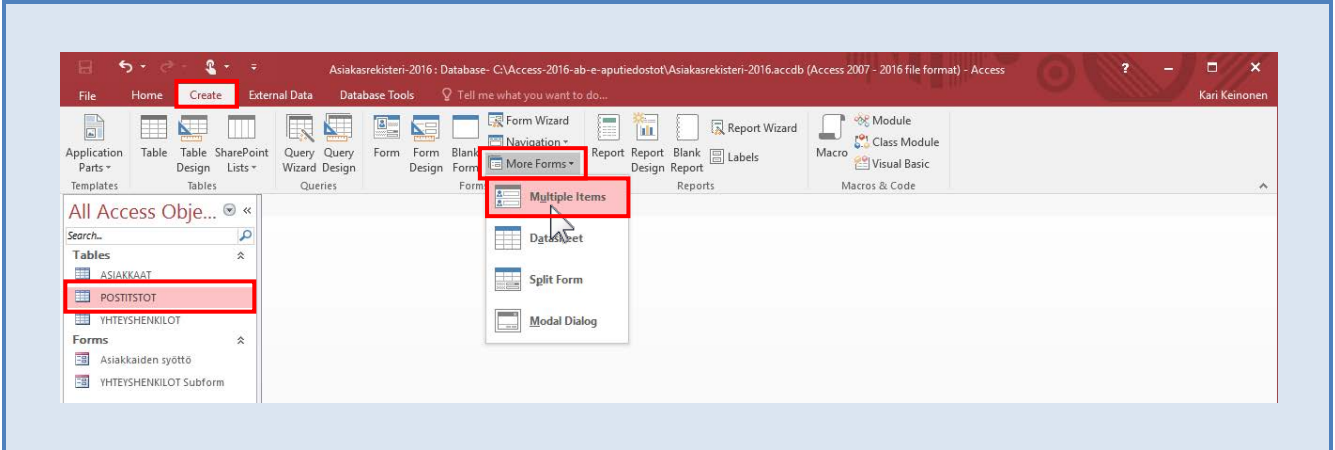 Asiakasrekisteri-2016 : Database- C:\Access-2016-ab-e-aputiedostot\Asiakasrekisteri-2016.accdb (Access 2007 - 2016 file format) - Access ?
File Home Create External Data Database Tools Tell me what you want to do... Kari Keinonen
Application Parts
Table
Table Design
SharePoint Lists
Query Wizard
Query Design
Form
Form Design
Blank Form
Form Wizard
Navigation
More Forms
Report
Report Design
Blank Report
Report Wizard
Labels
Macro
Module
Class Module
Visual Basic
Templates Tables Queries Forms Reports Macros & Code
All Access Obje...
Search...
Tables
ASIAKKAAT
POSTITSTOT
YHTEYSHENKILOT
Forms
Asiakkaiden syöttö
YHTEYSHENKILOT Subform
Multiple Items
Datasheet
Split Form
Modal Dialog